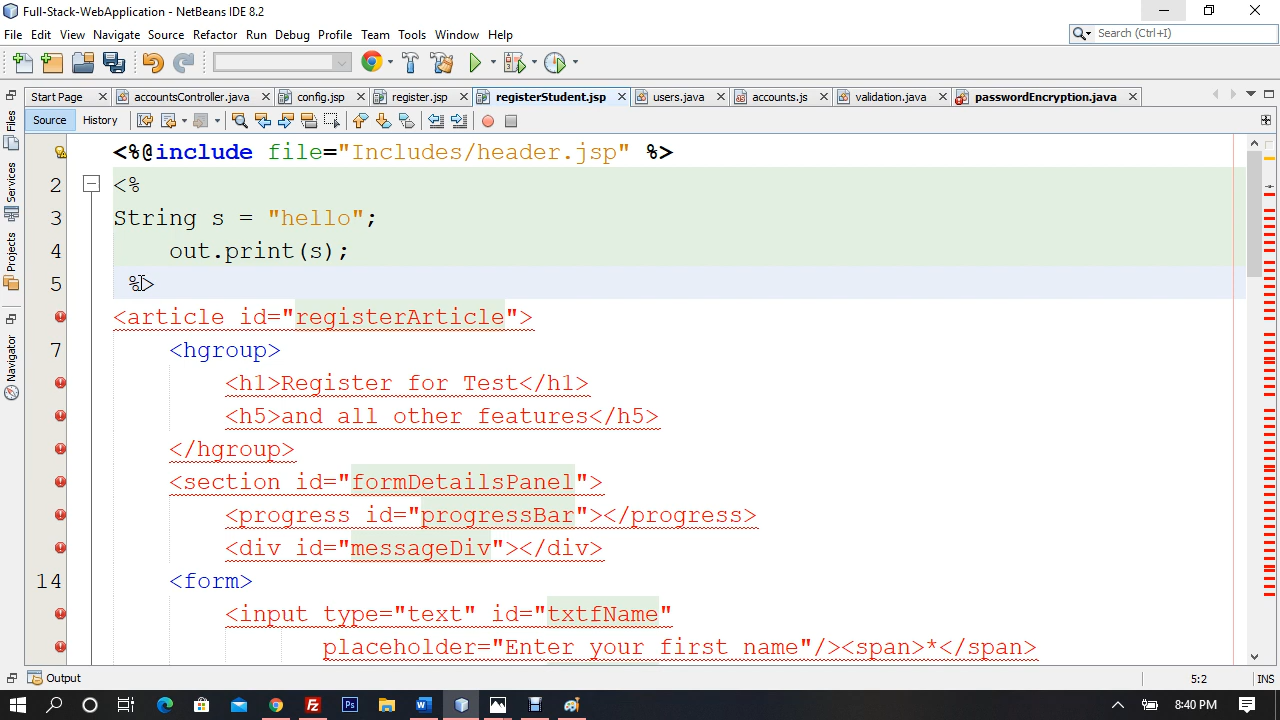 Full-Stack-WebApplication - NetBeans IDE 8.2
File Edit View Navigate Source Refactor Run Debug Profile Team Tools Window Help
Search (Ctrl+I)
Start Page accountsController.java config.jsp register.jsp registerStudent.jsp users.java accounts.js validation.java passwordEncryption.java
Source History
Files
Services
Projects
Navigator
<%@include file="Includes/header.jsp" %>
2 <%
3 String s = "hello";
4 out.print(s);
5 %>
<article id="registerArticle">
7 <hgroup>
<h1>Register for Test</h1>
<h5>and all other features</h5>
</hgroup>
<section id="formDetailsPanel">
<progress id="progressBar"></progress>
<div id="messageDiv"></div>
14 <form>
<input type="text" id="txtfName"
placeholder="Enter your first name"/><span>*</span>
Output
5:2 INS
8:40 PM